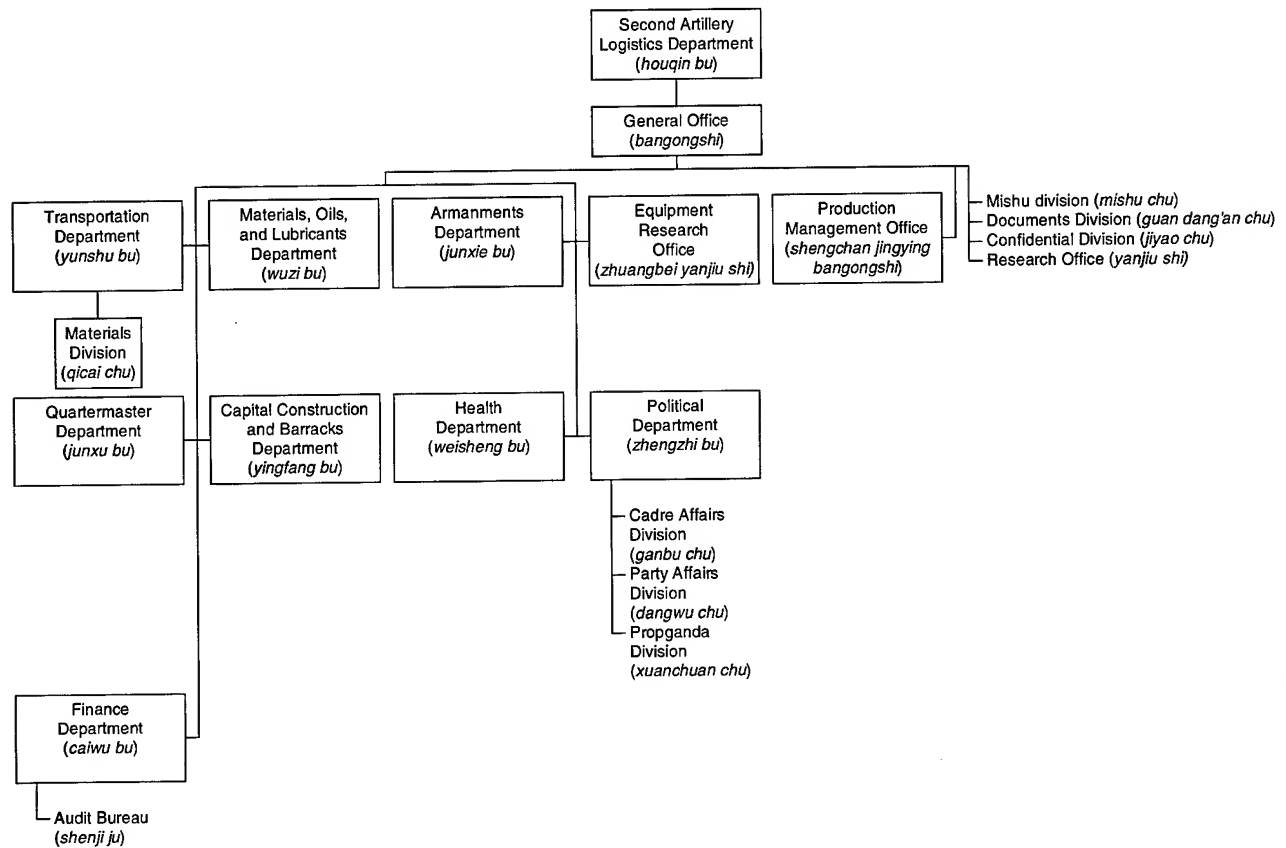 Second Artillery
Logistics Department
(houqin bu)
General Office
(bangongshi)
Transportation
Department
(yunshu bu)
Materials, Oils,
and Lubricants
Department
(wuzi bu)
Armanments
Department
(junxie bu)
Equipment
Research
Office
(zhuangbei yanjiu shi)
Production
Management Office
(shengchan jingying
bangongshi)
Mishu division (mishu chu)
Documents Division (guan dang'an chu)
Confidential Division (jiyao chu)
Research Office (yanjiu shi)
Materials
Division
(qicai chu)
Quartermaster
Department
(junxu bu)
Capital Construction
and Barracks
Department
(yingfang bu)
Health
Department
(weisheng bu)
Political
Department
(zhengzhi bu)
Cadre Affairs
Division
(ganbu chu)
Party Affairs
Division
(dangwu chu)
Propganda
Division
(xuanchuan chu)
Finance
Department
(caiwu bu)
Audit Bureau
(shenji ju)